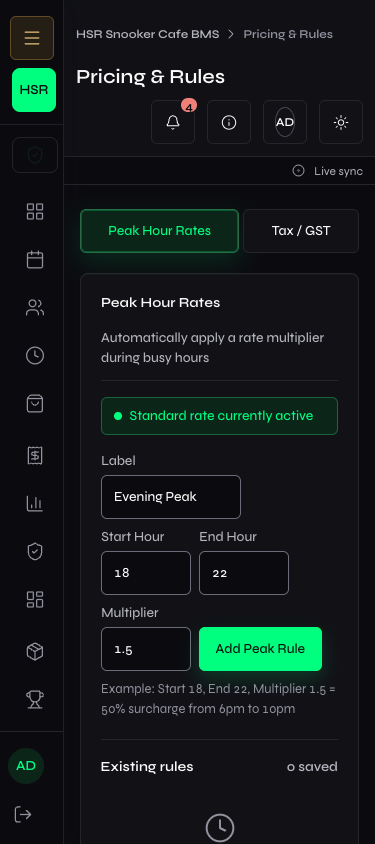 HSR Snooker Cafe BMS > Pricing & Rules
HSR
Pricing & Rules
4
AD
Live sync
Peak Hour Rates
Tax / GST
Peak Hour Rates
Automatically apply a rate multiplier
during busy hours
Standard rate currently active
Label
Evening Peak
Start Hour
End Hour
18
22
Multiplier
1.5
Add Peak Rule
Example: Start 18, End 22, Multiplier 1.5 =
50% surcharge from 6pm to 10pm
Existing rules
0 saved
AD